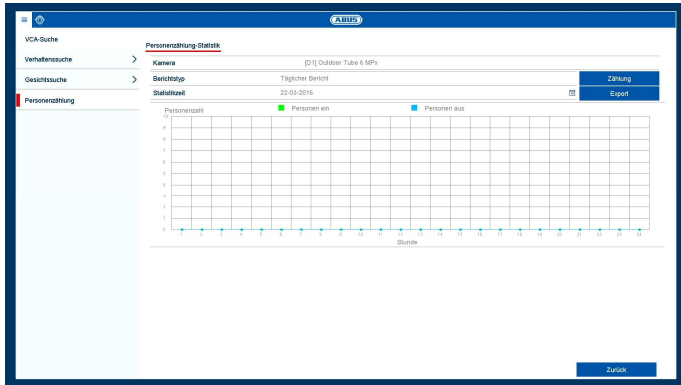 ABUS
VCA-Suche
Personenzählung-Statistik
Verhaltenssuche
Kamera [D1] Outdoor Tube 6 MPx
Gesichtssuche
Berichtstyp Täglicher Bericht Zählung
Personenzählung
Statistikzeit 22-03-2016 Export
Personenzahl Personen ein Personen aus
10
9
8
7
6
5
4
3
2
1
0
1 2 3 4 5 6 7 8 9 10 11 12 13 14 15 16 17 18 19 20 21 22 23 24
Stunde
Zurück